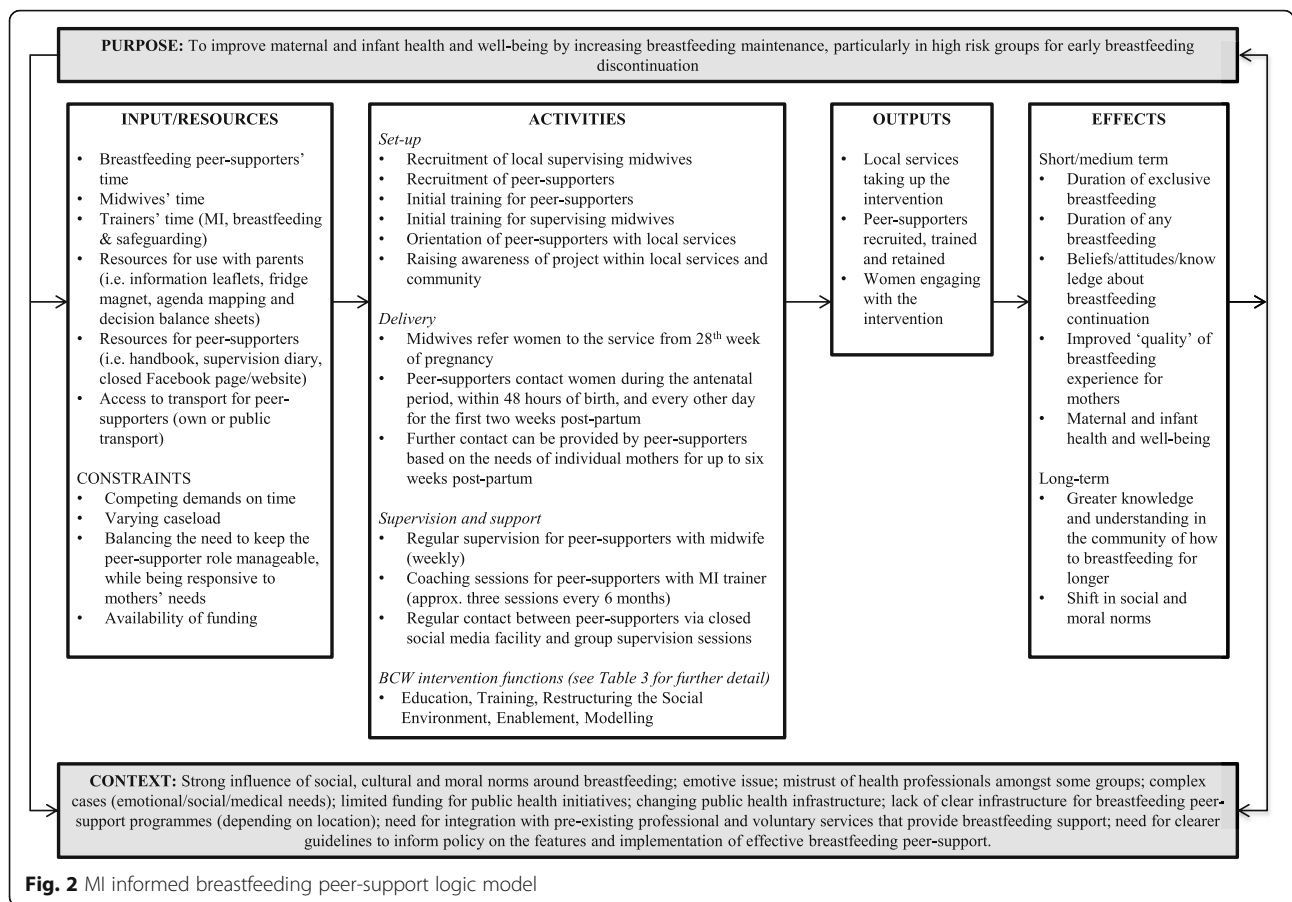 PURPOSE: To improve maternal and infant health and well-being by increasing breastfeeding maintenance, particularly in high risk groups for early breastfeeding
discontinuation
INPUT/RESOURCES
• Breastfeeding peer-supporters'
time
• Midwives' time
• Trainers' time (MI, breastfeeding
& safeguarding)
• Resources for use with parents
(i.e. information leaflets, fridge
magnet, agenda mapping and
decision balance sheets)
• Resources for peer-supporters
(i.e. handbook, supervision diary,
closed Facebook page/website)
• Access to transport for peer-
supporters (own or public
transport)
CONSTRAINTS
• Competing demands on time
• Varying caseload
• Balancing the need to keep the
peer-supporter role manageable,
while being responsive to
mothers' needs
• Availability of funding
ACTIVITIES
Set-up
• Recruitment of local supervising midwives
• Recruitment of peer-supporters
• Initial training for peer-supporters
• Initial training for supervising midwives
• Orientation of peer-supporters with local services
• Raising awareness of project within local services and
community
Delivery
• Midwives refer women to the service from 28th week
of pregnancy
• Peer-supporters contact women during the antenatal
period, within 48 hours of birth, and every other day
for the first two weeks post-partum
• Further contact can be provided by peer-supporters
based on the needs of individual mothers for up to six
weeks post-partum
Supervision and support
• Regular supervision for peer-supporters with midwife
(weekly)
• Coaching sessions for peer-supporters with MI trainer
(approx. three sessions every 6 months)
• Regular contact between peer-supporters via closed
social media facility and group supervision sessions
BCW intervention functions (see Table 3 for further detail)
• Education, Training, Restructuring the Social
Environment, Enablement, Modelling
OUTPUTS
• Local services
taking up the
intervention
• Peer-supporters
recruited, trained
and retained
• Women engaging
with the
intervention
EFFECTS
Short/medium term
• Duration of exclusive
breastfeeding
• Duration of any
breastfeeding
• Beliefs/attitudes/know
ledge about
breastfeeding
continuation
• Improved 'quality' of
breastfeeding
experience for
mothers
• Maternal and infant
health and well-being
Long-term
• Greater knowledge
and understanding in
the community of how
to breastfeeding for
longer
• Shift in social and
moral norms
CONTEXT: Strong influence of social, cultural and moral norms around breastfeeding; emotive issue; mistrust of health professionals amongst some groups; complex
cases (emotional/social/medical needs); limited funding for public health initiatives; changing public health infrastructure; lack of clear infrastructure for breastfeeding peer-
support programmes (depending on location); need for integration with pre-existing professional and voluntary services that provide breastfeeding support; need for clearer
guidelines to inform policy on the features and implementation of effective breastfeeding peer-support.
Fig. 2 MI informed breastfeeding peer-support logic model